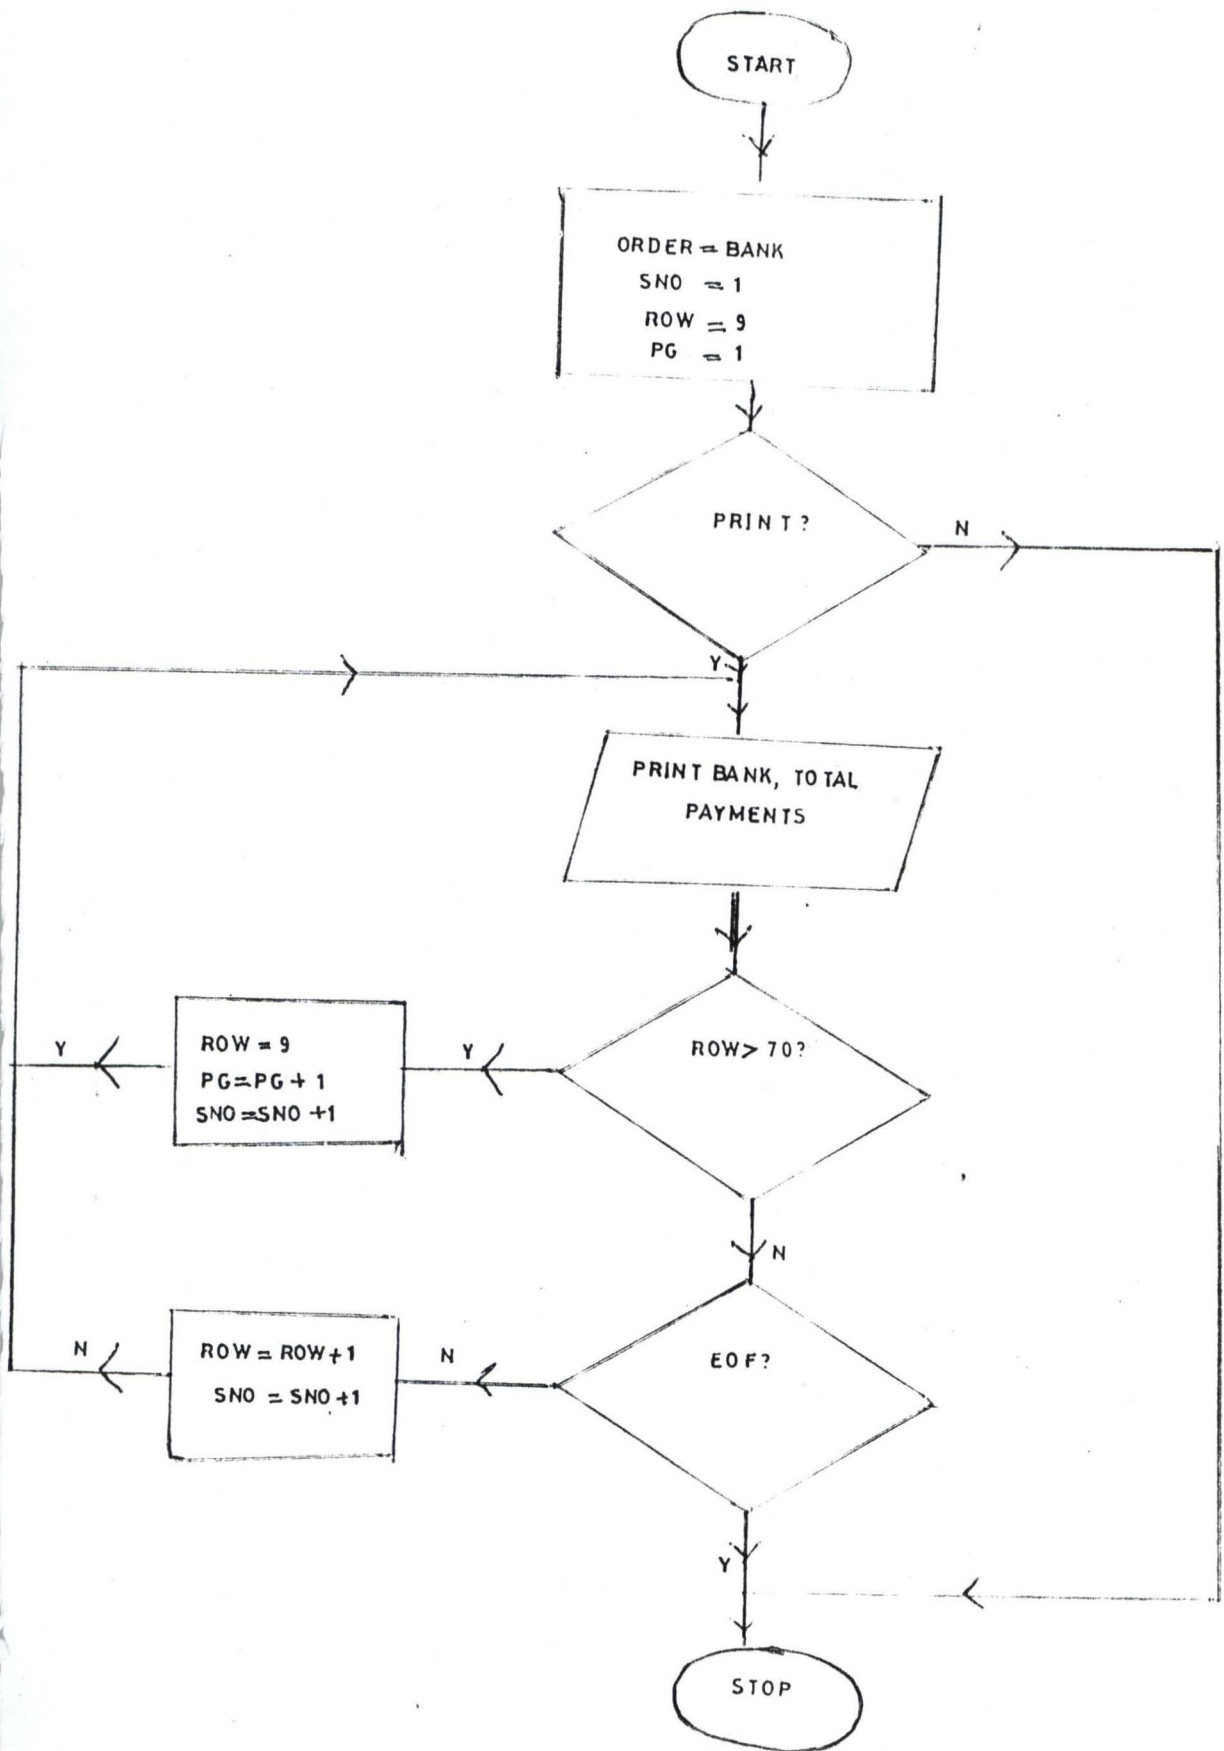 START
ORDER = BANK
SNO = 1
ROW = 9
PG = 1
PRINT?
N
Y
PRINT BANK, TOTAL
PAYMENTS
ROW > 70?
Y
ROW = 9
PG = PG + 1
SNO = SNO + 1
Y
N
EOF?
N
ROW = ROW + 1
SNO = SNO + 1
N
Y
STOP